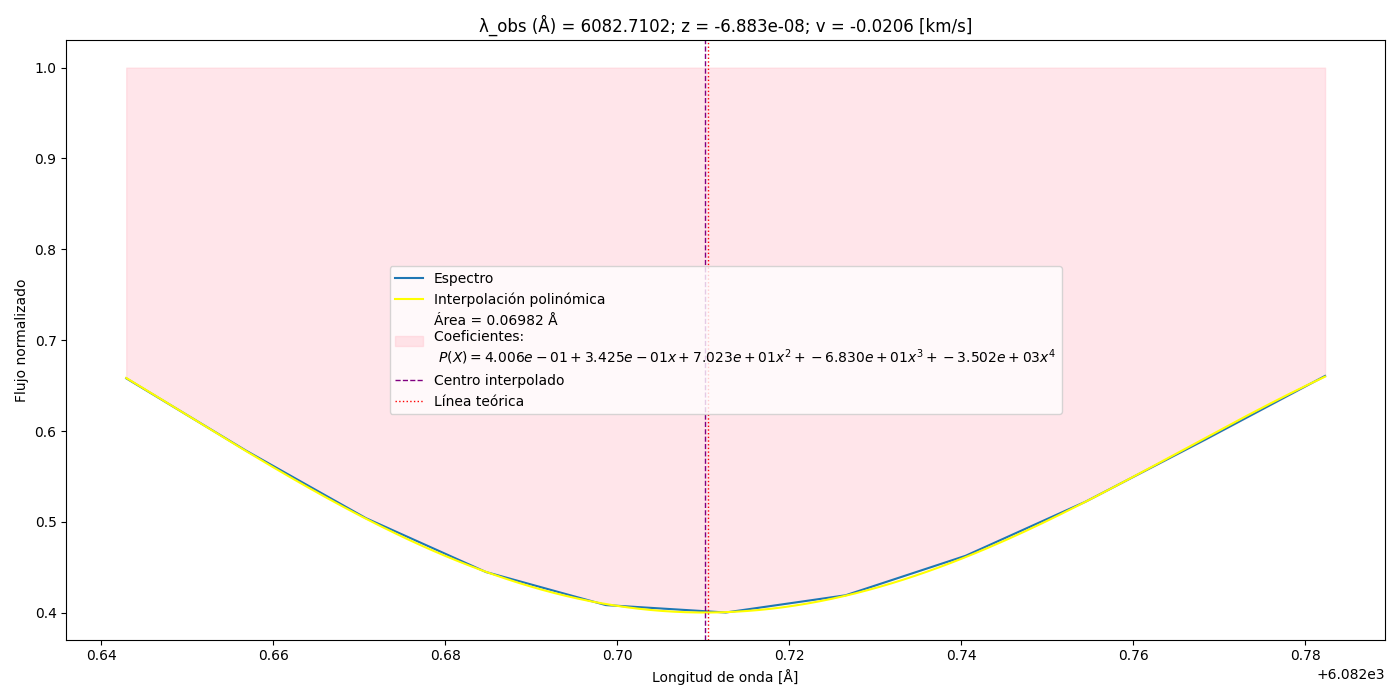 λ_obs (Å) = 6082.7102; z = -6.883e-08; v = -0.0206 [km/s]
1.0
0.9
0.8
0.7
0.6
0.5
0.4
Flujo normalizado
Espectro
Interpolación polinómica
Área = 0.06982 Å
Coeficientes:
P(X) = 4.006e − 01 + 3.425e − 01x + 7.023e + 01x² + −6.830e + 01x³ + −3.502e + 03x⁴
Centro interpolado
Línea teórica
0.64 0.66 0.68 0.70 0.72 0.74 0.76 0.78
+6.082e3
Longitud de onda [Å]